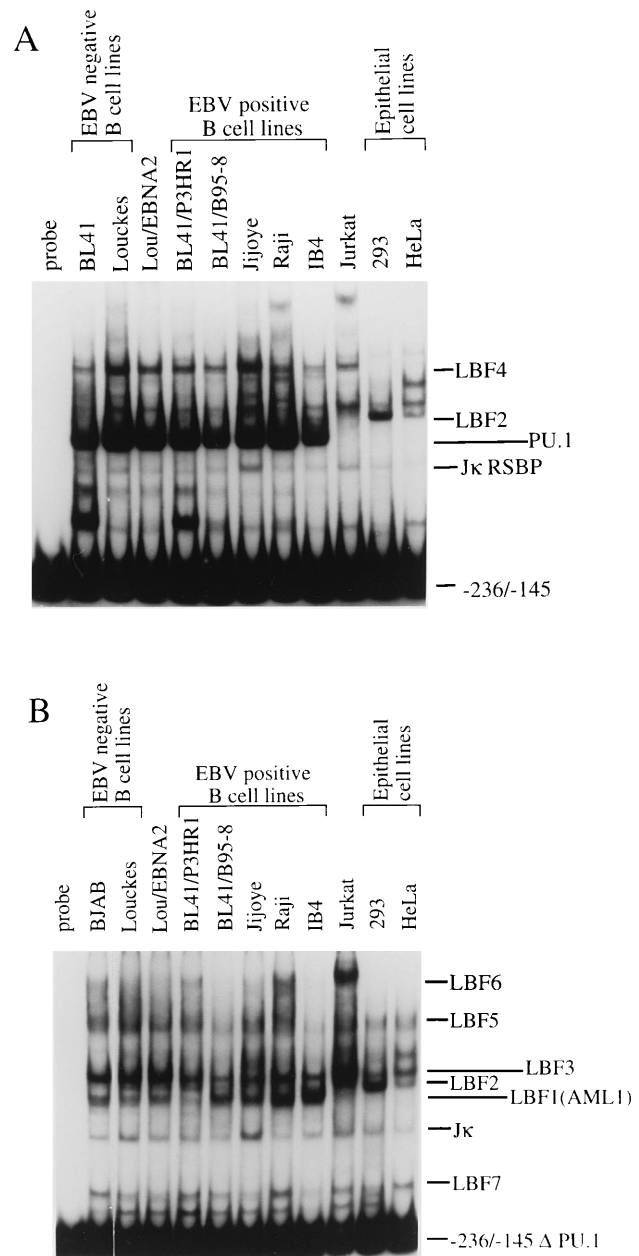 A
EBV negative
B cell lines
EBV positive
B cell lines
Epithelial
cell lines
probe
BL41
Louckes
Lou/EBNA2
BL41/P3HR1
BL41/B95-8
Jijoye
Raji
IB4
Jurkat
293
HeLa
LBF4
LBF2
PU.1
Jκ RSBP
-236/-145
B
EBV negative
B cell lines
EBV positive
B cell lines
Epithelial
cell lines
probe
BJAB
Louckes
Lou/EBNA2
BL41/P3HR1
BL41/B95-8
Jijoye
Raji
IB4
Jurkat
293
HeLa
LBF6
LBF5
LBF3
LBF2
LBF1(AML1)
Jκ
LBF7
-236/-145 Δ PU.1